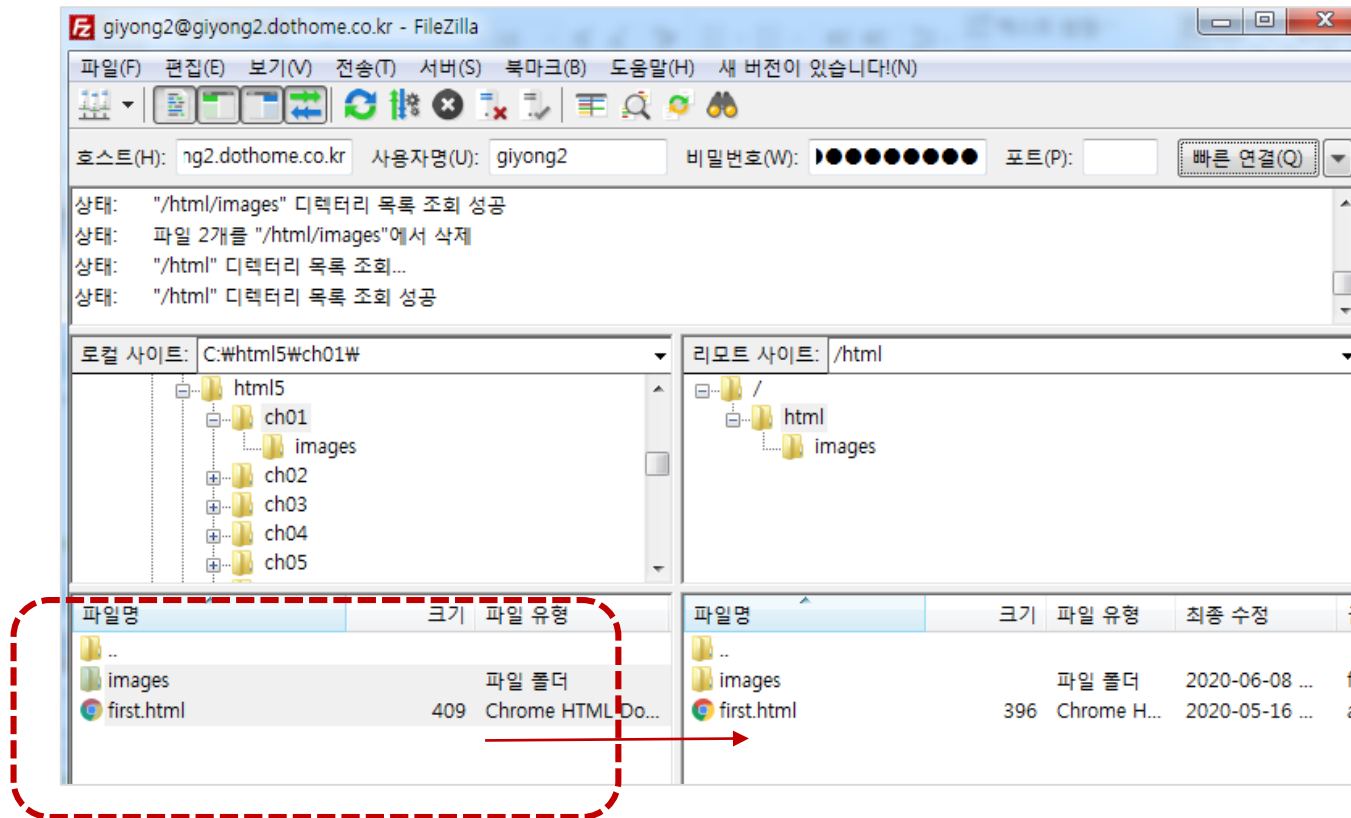 giyong2@giyong2.dothome.co.kr - FileZilla
파일(F) 편집(E) 보기(V) 전송(T) 서버(S) 북마크(B) 도움말(H) 새 버전이 있습니다!(N)
호스트(H): ng2.dothome.co.kr 사용자명(U): giyong2 비밀번호(W): ●●●●●●●●● 포트(P): 빠른 연결(Q)
상태: "/html/images" 디렉터리 목록 조회 성공
상태: 파일 2개를 "/html/images"에서 삭제
상태: "/html" 디렉터리 목록 조회...
상태: "/html" 디렉터리 목록 조회 성공
로컬 사이트: C:₩html5₩ch01₩
html5
ch01
images
ch02
ch03
ch04
ch05
리모트 사이트: /html
/
html
images
파일명 크기 파일 유형
..
images 파일 폴더
first.html 409 Chrome HTML Do...
파일명 크기 파일 유형 최종 수정
..
images 파일 폴더 2020-06-08 ...
first.html 396 Chrome H... 2020-05-16 ...